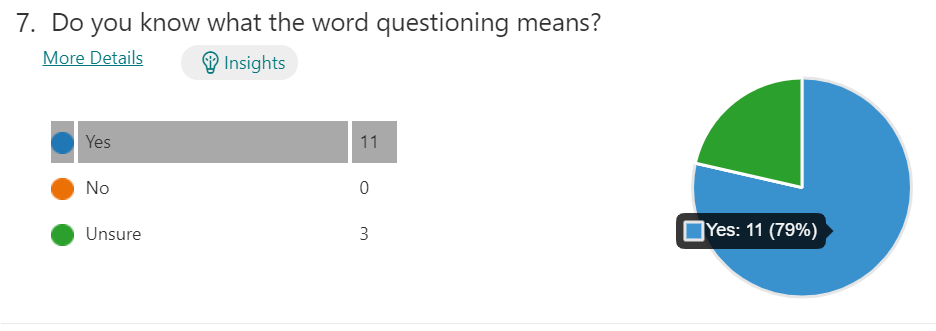 7. Do you know what the word questioning means?
More Details
Insights
Yes 11
No 0
Unsure 3
Yes: 11 (79%)